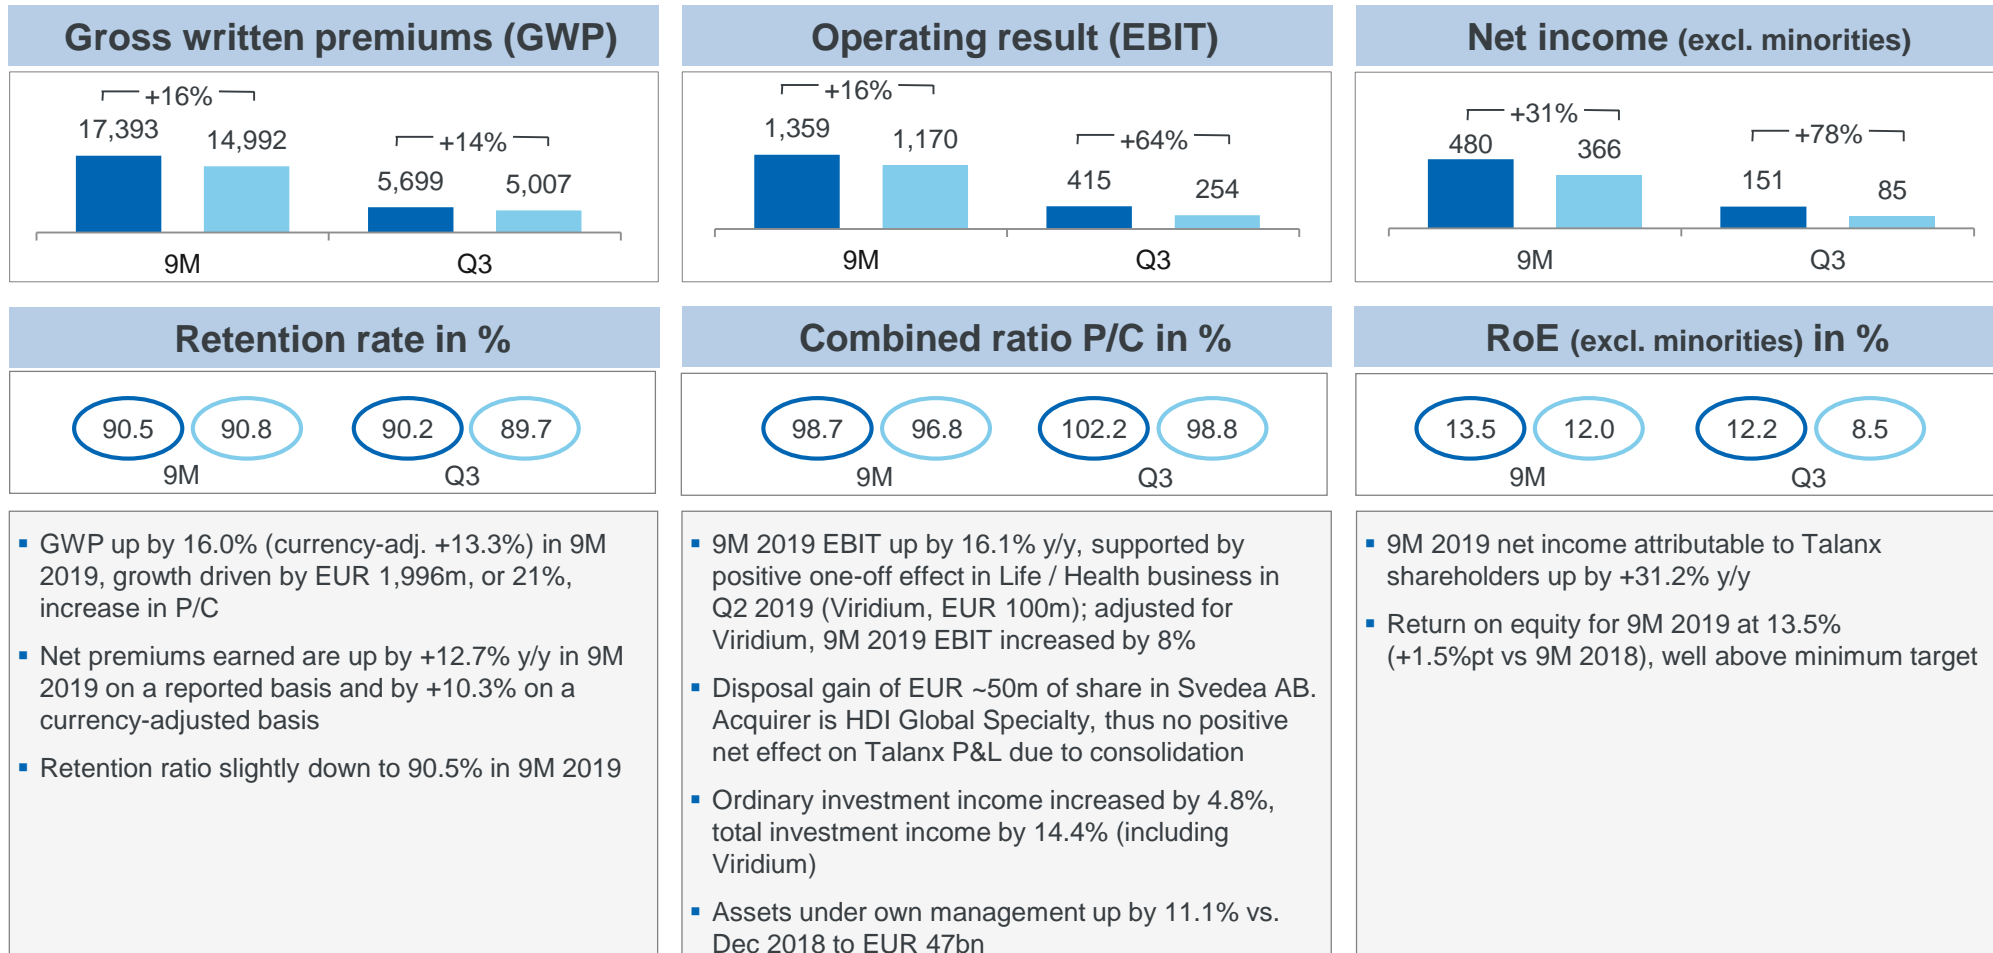 Gross written premiums (GWP)
+16%
17,393
14,992
+14%
5,699
5,007
9M
Q3
Operating result (EBIT)
+16%
1,359
1,170
+64%
415
254
9M
Q3
Net income (excl. minorities)
+31%
480
366
+78%
151
85
9M
Q3
Retention rate in %
90.5
90.8
90.2
89.7
9M
Q3
Combined ratio P/C in %
98.7
96.8
102.2
98.8
9M
Q3
RoE (excl. minorities) in %
13.5
12.0
12.2
8.5
9M
Q3
▪ GWP up by 16.0% (currency-adj. +13.3%) in 9M
2019, growth driven by EUR 1,996m, or 21%,
increase in P/C
▪ Net premiums earned are up by +12.7% y/y in 9M
2019 on a reported basis and by +10.3% on a
currency-adjusted basis
▪ Retention ratio slightly down to 90.5% in 9M 2019
▪ 9M 2019 EBIT up by 16.1% y/y, supported by
positive one-off effect in Life / Health business in
Q2 2019 (Viridium, EUR 100m); adjusted for
Viridium, 9M 2019 EBIT increased by 8%
▪ Disposal gain of EUR ~50m of share in Svedea AB.
Acquirer is HDI Global Specialty, thus no positive
net effect on Talanx P&L due to consolidation
▪ Ordinary investment income increased by 4.8%,
total investment income by 14.4% (including
Viridium)
▪ Assets under own management up by 11.1% vs.
Dec 2018 to EUR 47bn
▪ 9M 2019 net income attributable to Talanx
shareholders up by +31.2% y/y
▪ Return on equity for 9M 2019 at 13.5%
(+1.5%pt vs 9M 2018), well above minimum target